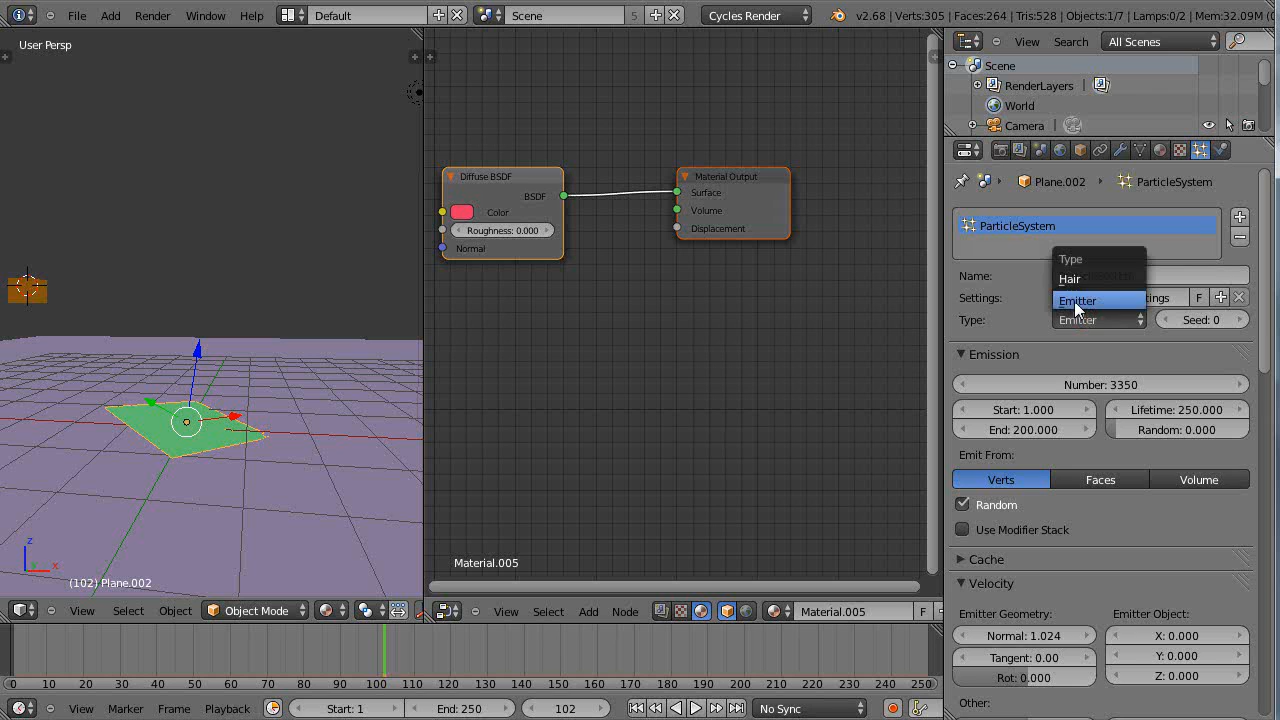 File Add Render Window Help Default Scene 5 Cycles Render v2.68 | Verts:305 | Faces:264 | Tris:528 | Objects:1/7 | Lamps:0/2 | Mem:32.09M
User Persp
View Search All Scenes
Scene
RenderLayers
World
Camera
Plane.002 ParticleSystem
ParticleSystem
Diffuse BSDF
BSDF
Color
Roughness: 0.000
Normal
Material Output
Surface
Volume
Displacement
Type
Hair
Emitter
Name:
Settings: F
Type: Emitter Seed: 0
Emission
Number: 3350
Start: 1.000 Lifetime: 250.000
End: 200.000 Random: 0.000
Emit From:
Verts Faces Volume
Random
Use Modifier Stack
Cache
Velocity
Emitter Geometry: Emitter Object:
Normal: 1.024 X: 0.000
Tangent: 0.00 Y: 0.000
Rot: 0.000 Z: 0.000
Other:
z
y x
(102) Plane.002
Material.005
View Select Object Object Mode
View Select Add Node Material.005 F
0 10 20 30 40 50 60 70 80 90 100 110 120 130 140 150 160 170 180 190 200 210 220 230 240 250
View Marker Frame Playback Start: 1 End: 250 102 No Sync